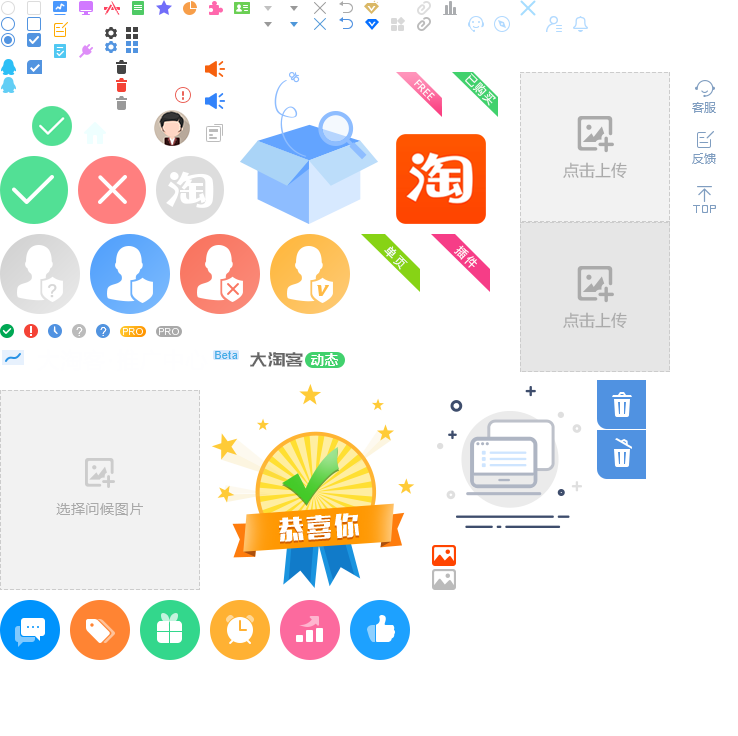 FREE
已购买
点击上传
客服
反馈
TOP
淘
淘
单页
插件
点击上传
PRO
PRO
Beta
大淘客 动态
选择问候图片
恭喜你